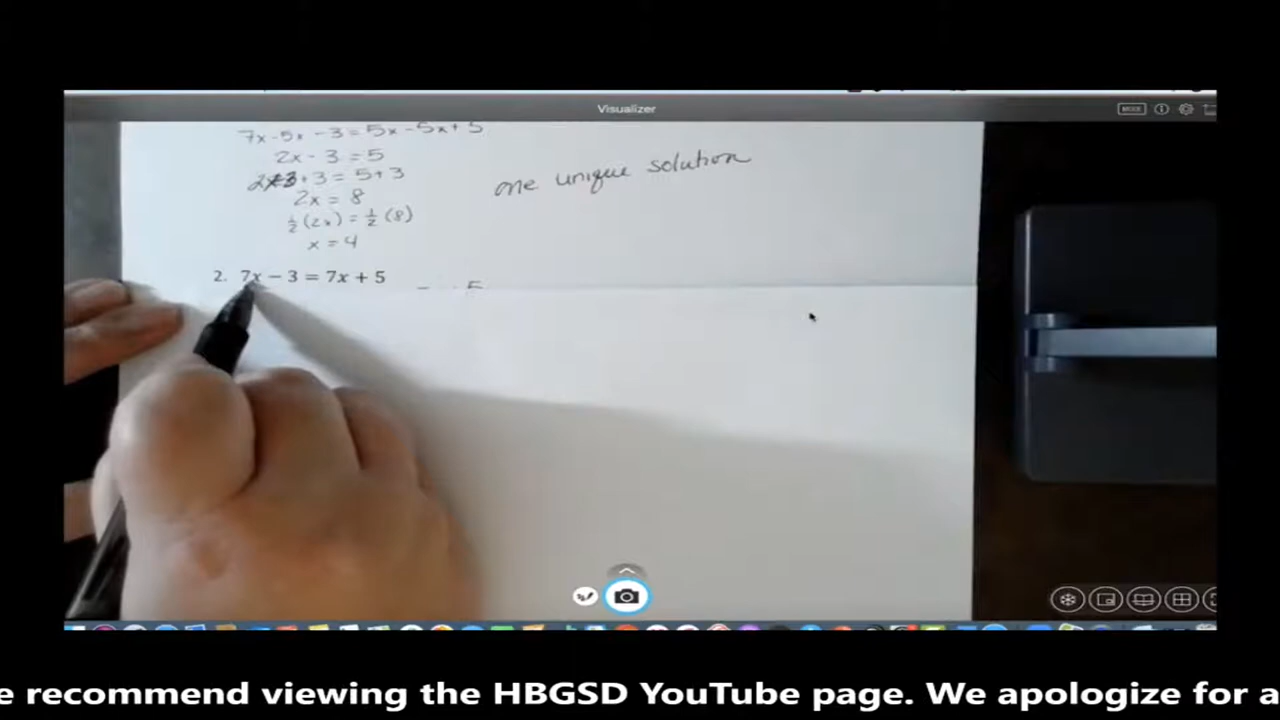 Visualizer
MODE
7x-5x-3=5x-5x+5
2x-3=5
+3=5+3
2x=8
½(2x)=½(8)
x=4
one unique solution
2. 7x − 3 = 7x + 5
e recommend viewing the HBGSD YouTube page. We apologize for a